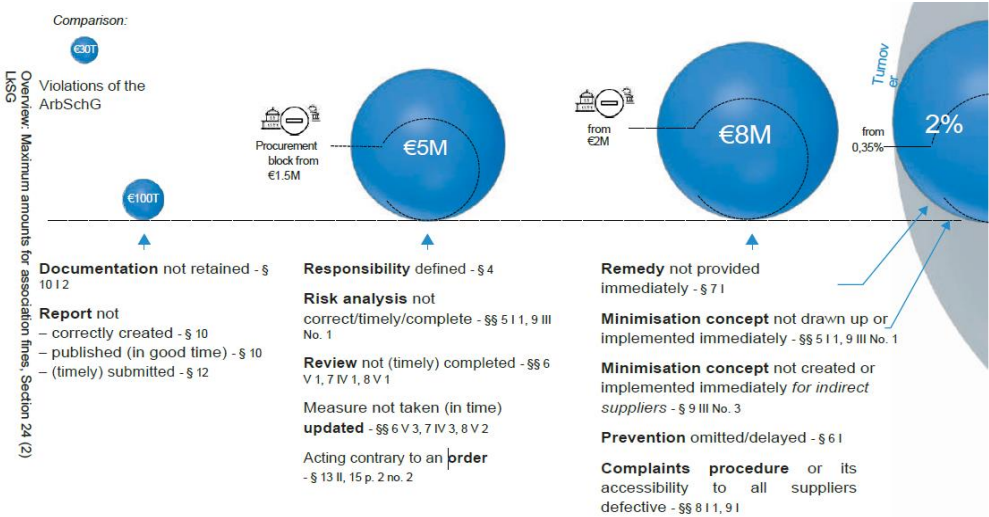 Comparison:
€30T
Violations of the
ArbSchG
Overview: Maximum amounts for association fines, Section 24 (2)
LkSG
€100T
Documentation not retained - §
10 I 2
Report not
– correctly created - § 10
– published (in good time) - § 10
– (timely) submitted - § 12
Procurement
block from
€1.5M
€5M
Responsibility defined - § 4
Risk analysis not
correct/timely/complete - §§ 5 I 1, 9 III
No. 1
Review not (timely) completed - §§ 6
V 1, 7 IV 1, 8 V 1
Measure not taken (in time)
updated - §§ 6 V 3, 7 IV 3, 8 V 2
Acting contrary to an order
- § 13 II, 15 p. 2 no. 2
from
€2M
€8M
Turnov
er
from
0,35%
2%
Remedy not provided
immediately - § 7 I
Minimisation concept not drawn up or
implemented immediately - §§ 5 I 1, 9 III No. 1
Minimisation concept not created or
implemented immediately for indirect
suppliers - § 9 III No. 3
Prevention omitted/delayed - § 6 I
Complaints procedure or its
accessibility to all suppliers
defective - §§ 8 I 1, 9 I